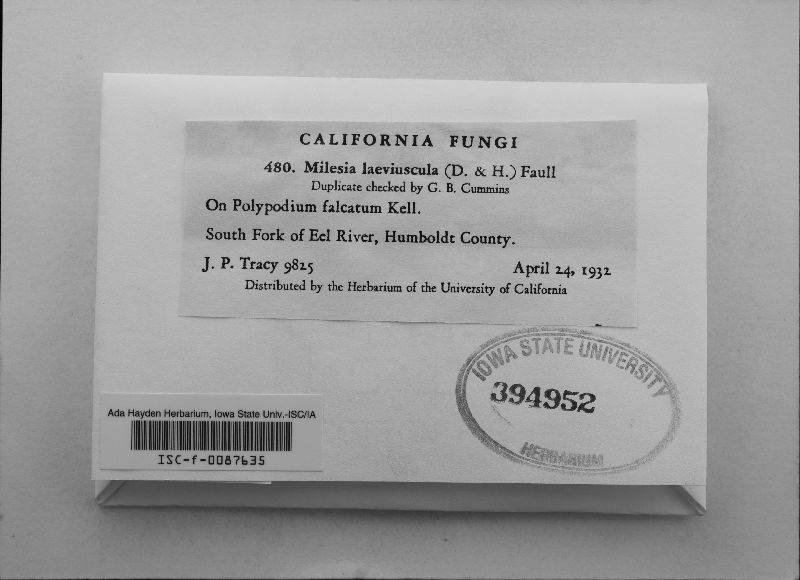 CALIFORNIA FUNGI
480. Milesia laeviuscula (D. & H.) Faull
Duplicate checked by G. B. Cummins
On Polypodium falcatum Kell.
South Fork of Eel River, Humboldt County.
J. P. Tracy 9825 April 24, 1932
Distributed by the Herbarium of the University of California
IOWA STATE UNIVERSITY
394952
HERBARIUM
Ada Hayden Herbarium, Iowa State Univ.-ISC/IA
ISC-f-0087635